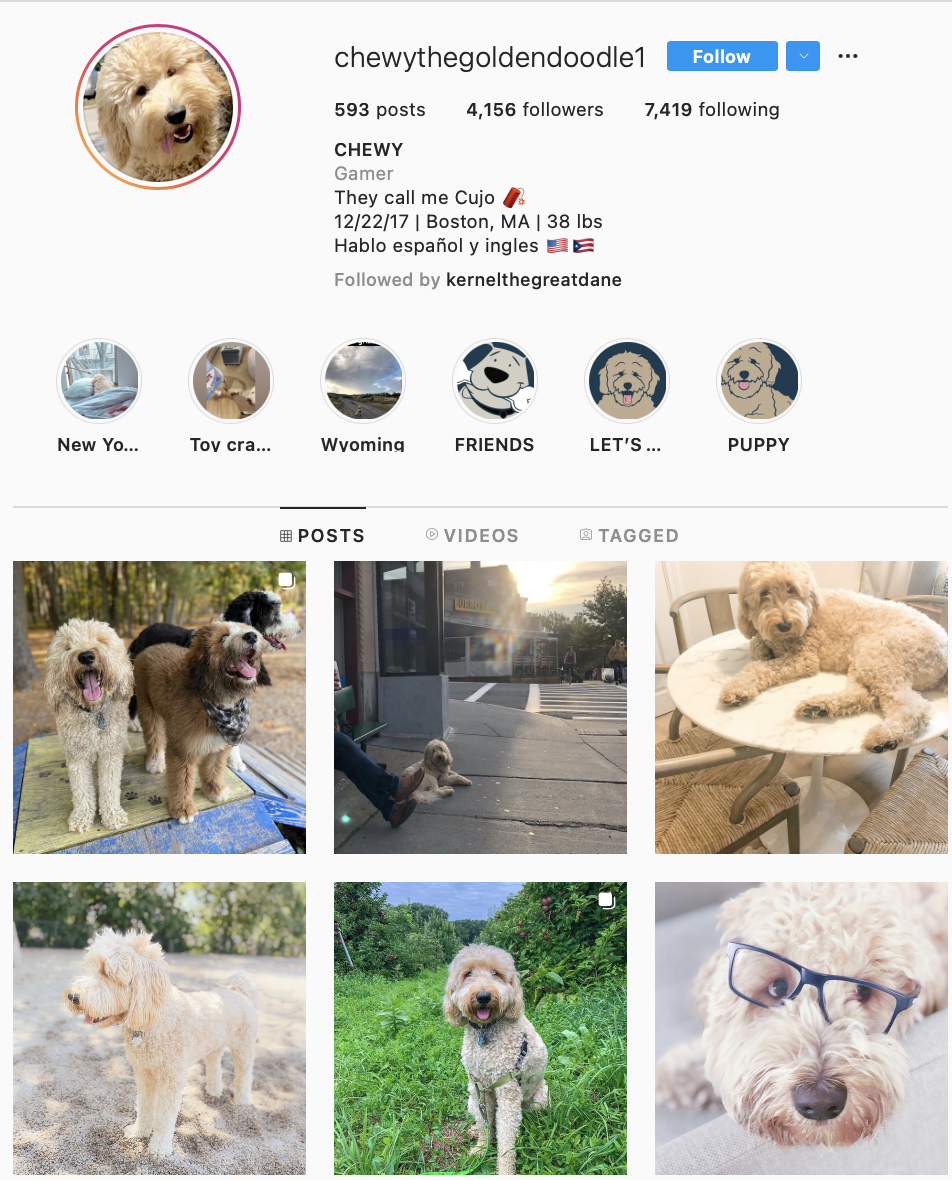 chewythegoldendoodle1 Follow
593 posts 4,156 followers 7,419 following
CHEWY
Gamer
They call me Cujo 🧨
12/22/17 | Boston, MA | 38 lbs
Hablo español y ingles 🇺🇸🇵🇷
Followed by kernelthegreatdane
New Yo... Toy cra... Wyoming FRIENDS LET'S ... PUPPY
POSTS VIDEOS TAGGED